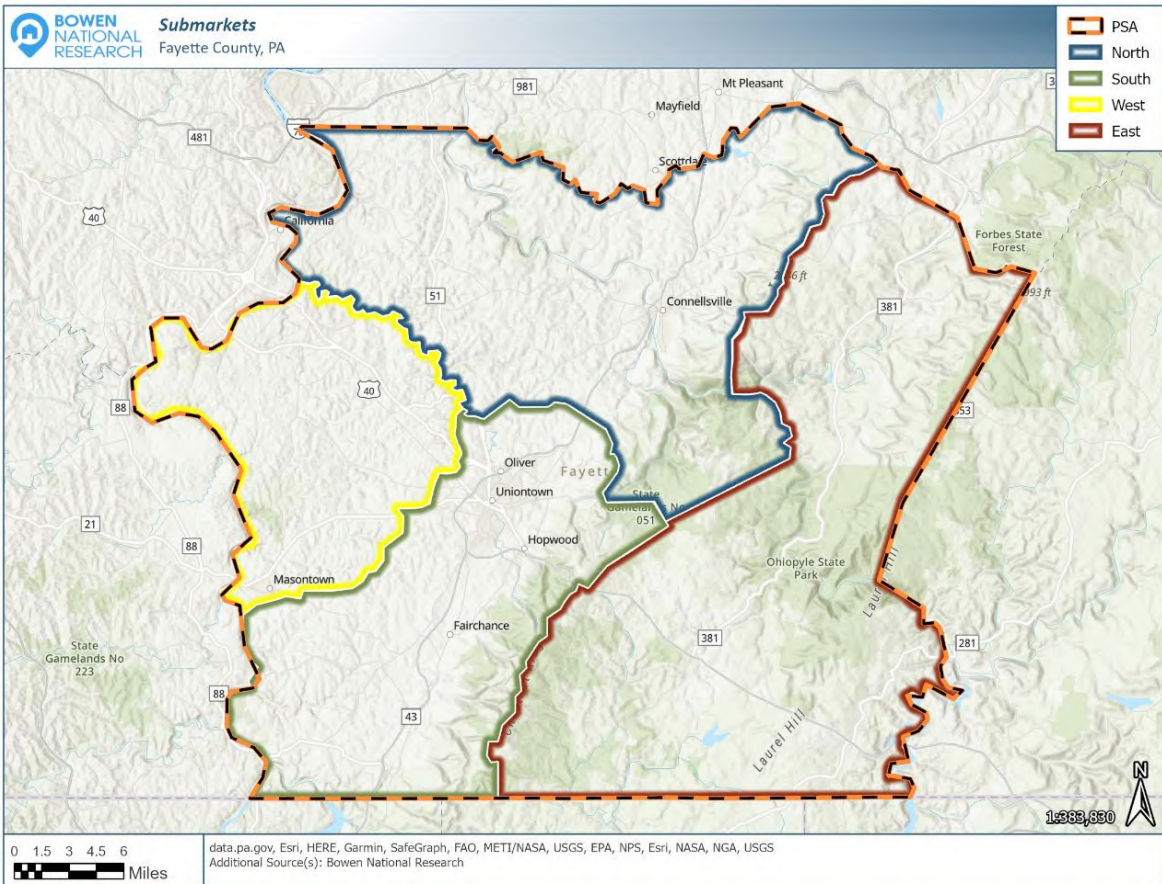 BOWEN
NATIONAL
RESEARCH
Submarkets
Fayette County, PA
PSA
North
South
West
East
981
Mt Pleasant
Mayfield
481
40
California
51
Connellsville
Forbes State
Forest
381
88
40
53
Oliver
Uniontown
State
051
Hopwood
21
88
Masontown
Ohiopyle State
Park
Fairchance
381
281
State
Gamelands No
223
88
43
Laurel Hill
1:383,830
N
0 1.5 3 4.5 6
Miles
data.pa.gov, Esri, HERE, Garmin, SafeGraph, FAO, METI/NASA, USGS, EPA, NPS, Esri, NASA, NGA, USGS
Additional Source(s): Bowen National Research